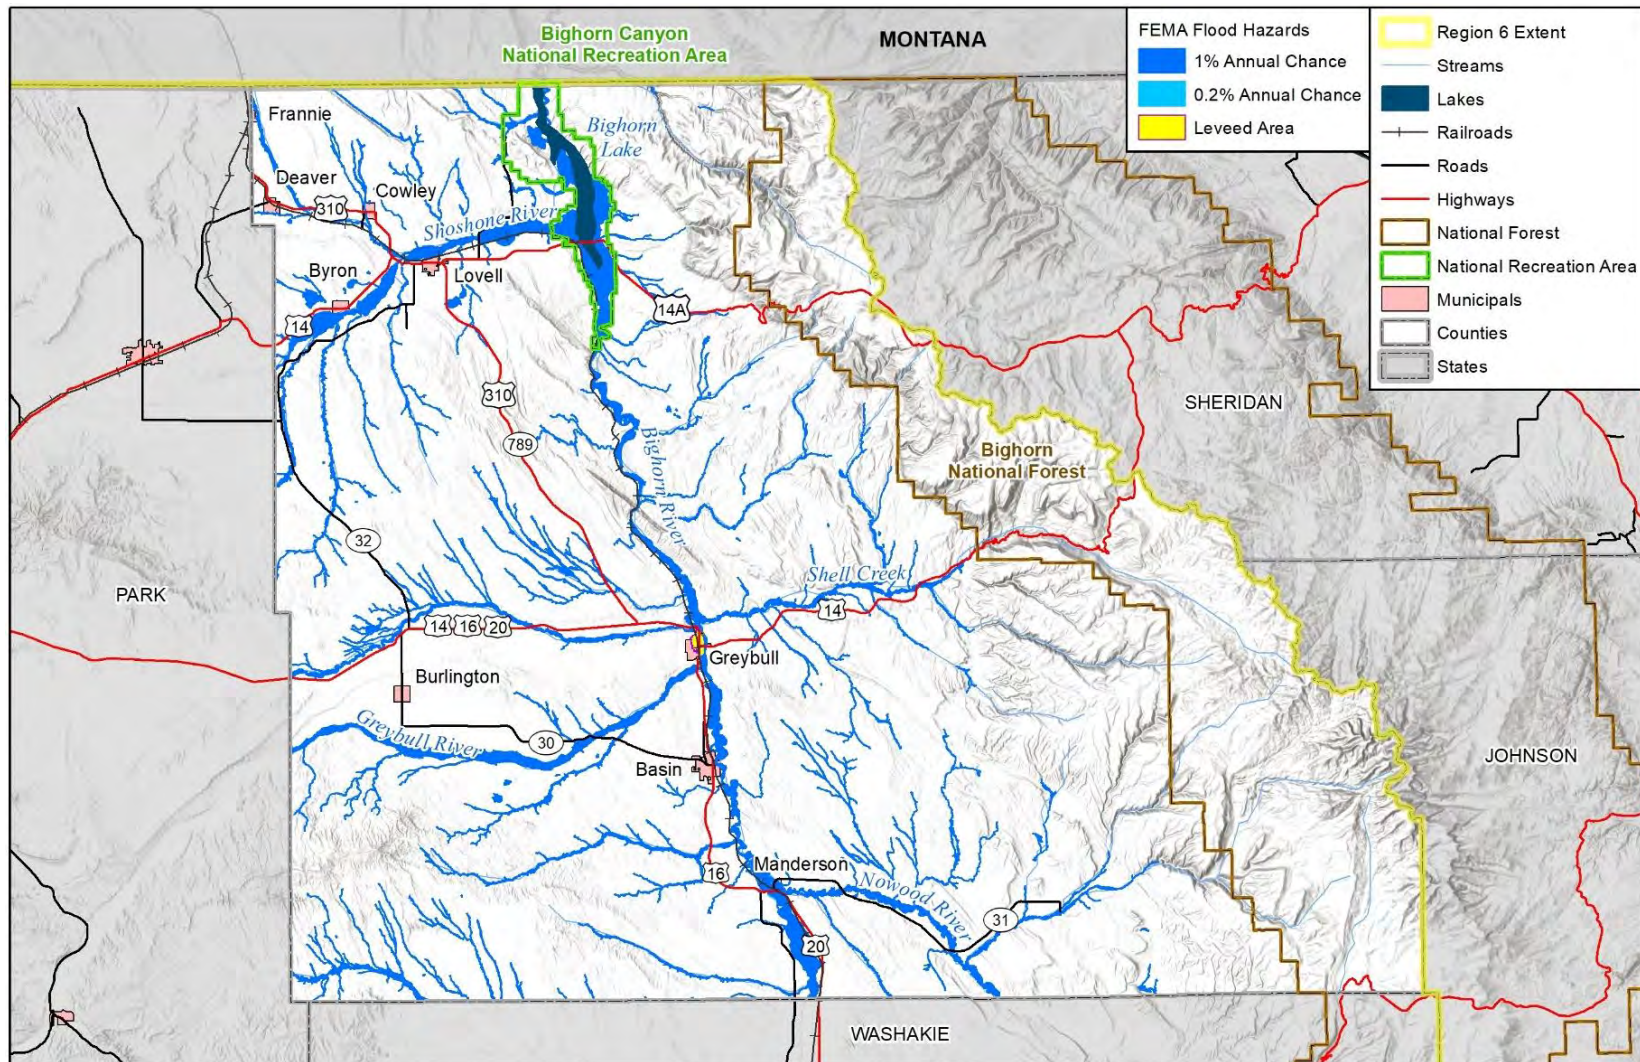 Bighorn Canyon
National Recreation Area
MONTANA
FEMA Flood Hazards
1% Annual Chance
0.2% Annual Chance
Leveed Area
Region 6 Extent
Streams
Lakes
Railroads
Roads
Highways
National Forest
National Recreation Area
Municipals
Counties
States
Frannie
Bighorn
Lake
Deaver
Cowley
310
Shoshone River
Byron
Lovell
14
14A
310
789
SHERIDAN
Bighorn River
Bighorn
National Forest
32
PARK
Shell Creek
14
14
16
20
Greybull
Burlington
Greybull River
30
Basin
JOHNSON
Manderson
16
Nowood River
31
20
WASHAKIE